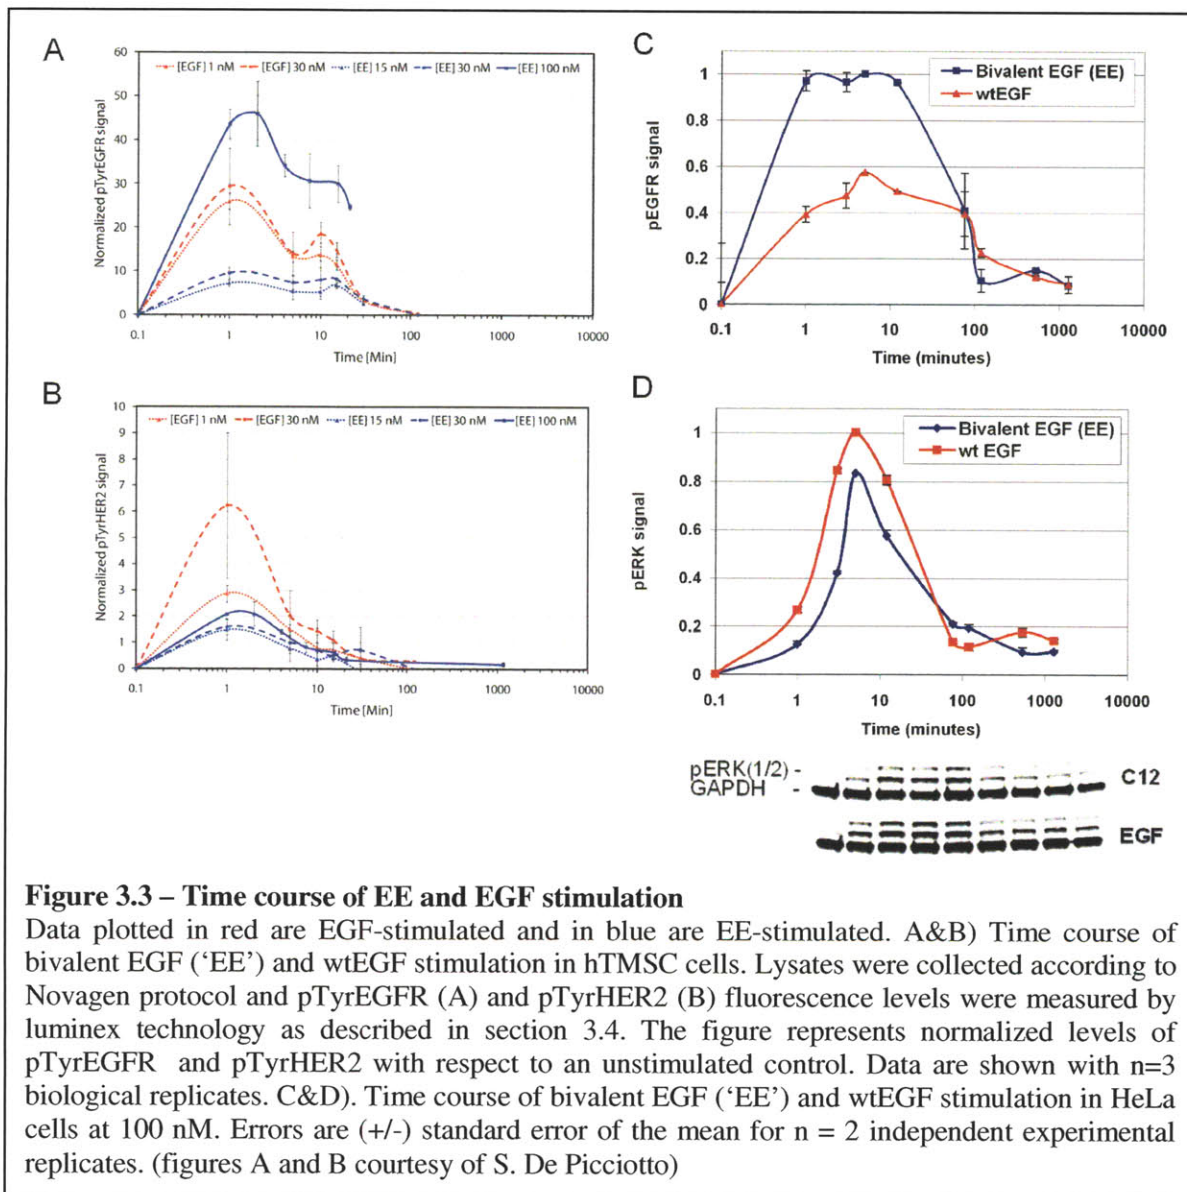 A
60
50
40
30
20
10
0
Normalized pTyrEGFR signal
[EGF] 1 nM [EGF] 30 nM [EE] 15 nM [EE] 30 nM [EE] 100 nM
0.1 1 10 100 1000 10000
Time [Min]
B
10
9
8
7
6
5
4
3
2
1
0
Normalized pTyrHER2 signal
[EGF] 1 nM [EGF] 30 nM [EE] 15 nM [EE] 30 nM [EE] 100 nM
0.1 1 10 100 1000 10000
Time [Min]
C
1
0.8
0.6
0.4
0.2
0
pEGFR signal
Bivalent EGF (EE)
wtEGF
0.1 1 10 100 1000 10000
Time (minutes)
D
1
0.8
0.6
0.4
0.2
0
pERK signal
Bivalent EGF (EE)
wt EGF
0.1 1 10 100 1000 10000
Time (minutes)
pERK(1/2) -
GAPDH -
C12
EGF
Figure 3.3 – Time course of EE and EGF stimulation
Data plotted in red are EGF-stimulated and in blue are EE-stimulated. A&B) Time course of
bivalent EGF (‘EE’) and wtEGF stimulation in hTMSC cells. Lysates were collected according to
Novagen protocol and pTyrEGFR (A) and pTyrHER2 (B) fluorescence levels were measured by
luminex technology as described in section 3.4. The figure represents normalized levels of
pTyrEGFR and pTyrHER2 with respect to an unstimulated control. Data are shown with n=3
biological replicates. C&D). Time course of bivalent EGF (‘EE’) and wtEGF stimulation in HeLa
cells at 100 nM. Errors are (+/-) standard error of the mean for n = 2 independent experimental
replicates. (figures A and B courtesy of S. De Picciotto)